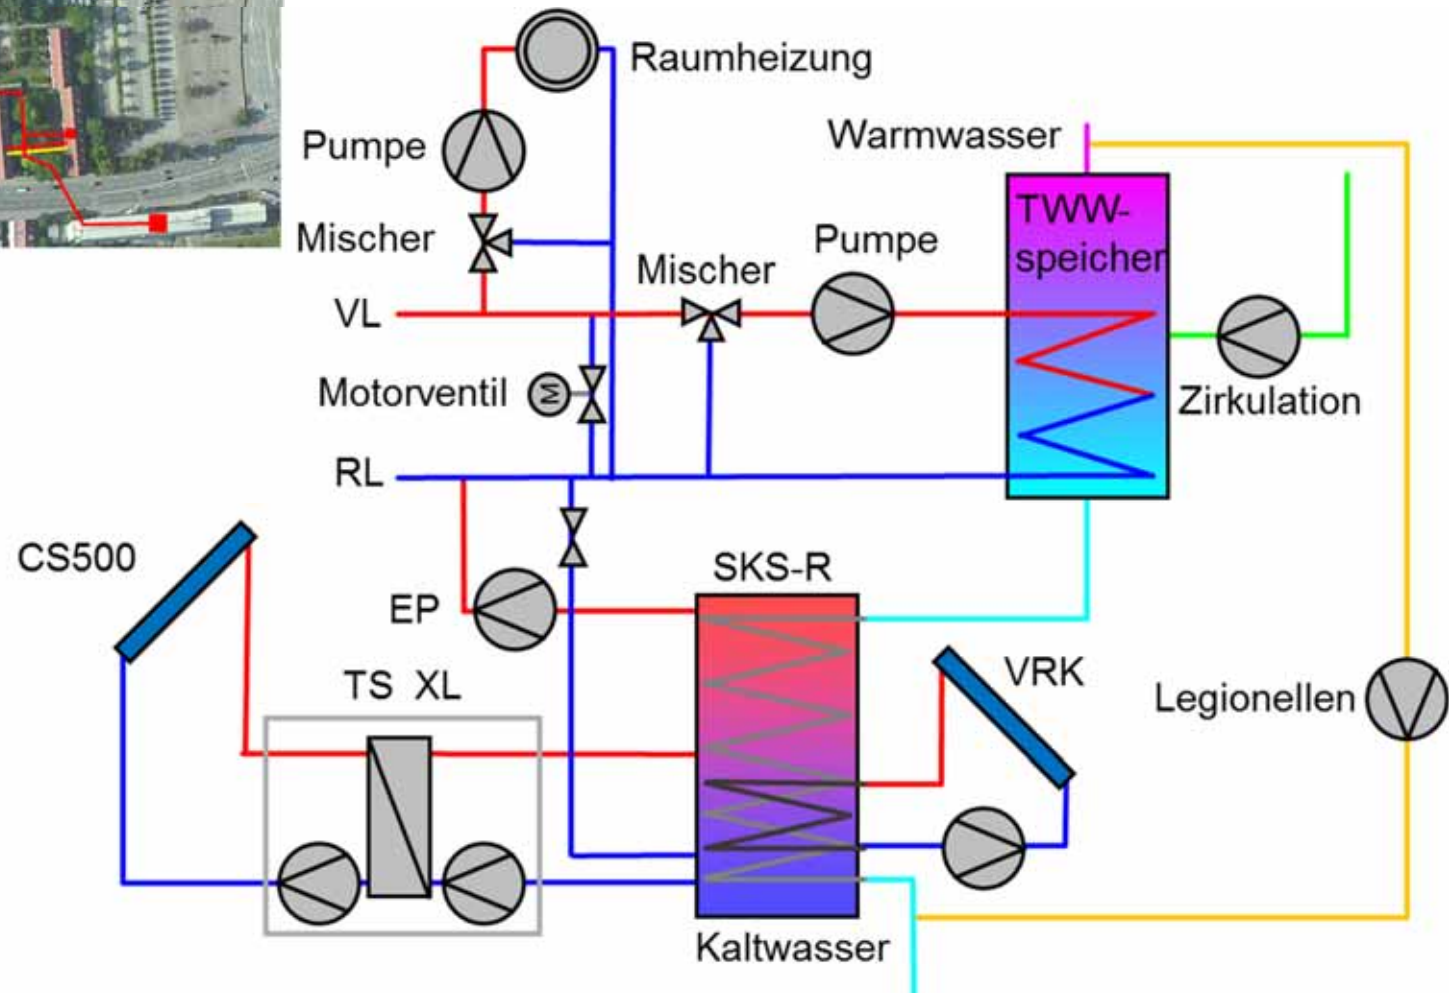 Raumheizung
Pumpe
Warmwasser
TWW-
speicher
Mischer
Pumpe
Mischer
VL
Motorventil
M
Zirkulation
RL
CS500
SKS-R
EP
TS XL
VRK
Legionellen
Kaltwasser